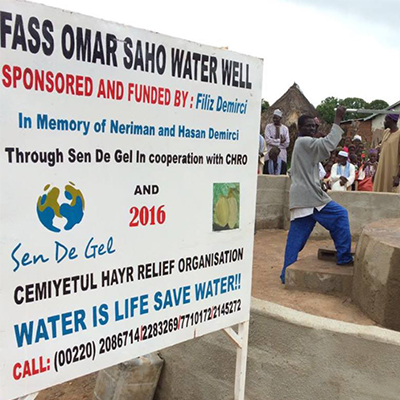 FASS OMAR SAHO WATER WELL
SPONSORED AND FUNDED BY : Filiz Demirci
In Memory of Neriman and Hasan Demirci
Through Sen De Gel In cooperation with CHRO
AND
2016
Sen De Gel
CEMIYETUL HAYR RELIEF ORGANISATION
WATER IS LIFE SAVE WATER!!
CALL: (00220) 2086714/2283269/7710172/2145272